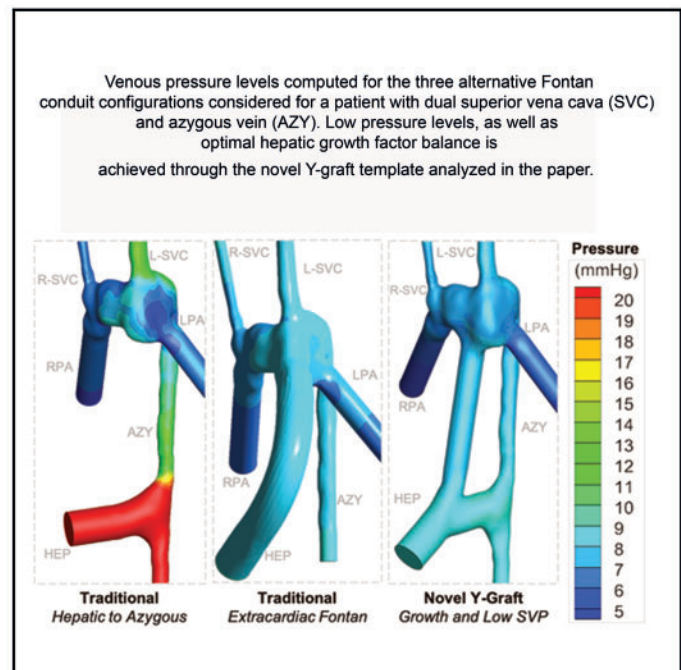 Venous pressure levels computed for the three alternative Fontan
conduit configurations considered for a patient with dual superior vena cava (SVC)
and azygous vein (AZY). Low pressure levels, as well as
optimal hepatic growth factor balance is
achieved through the novel Y-graft template analyzed in the paper.
L-SVC
R-SVC
LPA
RPA
AZY
HEP
Traditional
Hepatic to Azygous
R-SVC
L-SVC
LPA
RPA
AZY
HEP
Traditional
Extracardiac Fontan
L-SVC
R-SVC
LPA
RPA
AZY
HEP
Novel Y-Graft
Growth and Low SVP
Pressure
(mmHg)
20
19
18
17
16
15
14
13
12
11
10
9
8
7
6
5